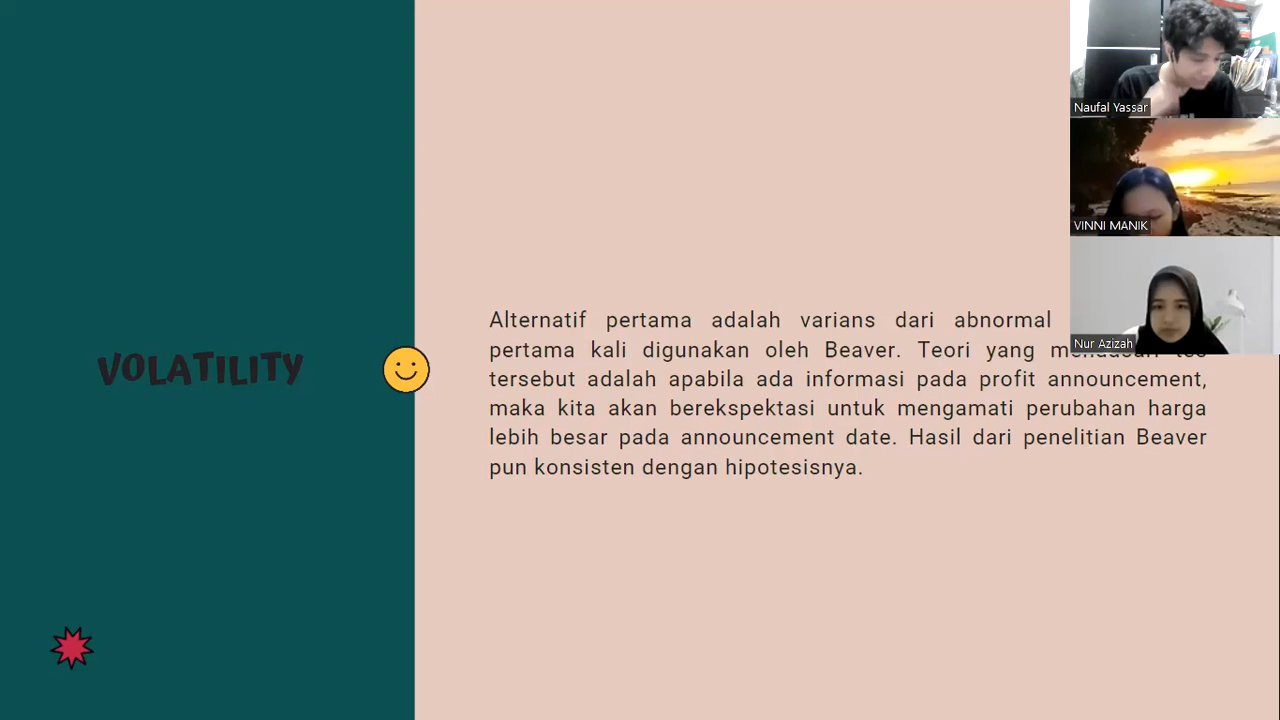 VOLATILITY
Alternatif pertama adalah varians dari abnormal
pertama kali digunakan oleh Beaver. Teori yang
tersebut adalah apabila ada informasi pada profit announcement,
maka kita akan berekspektasi untuk mengamati perubahan harga
lebih besar pada announcement date. Hasil dari penelitian Beaver
pun konsisten dengan hipotesisnya.
Naufal Yassar
VINNI MANIK
Nur Azizah